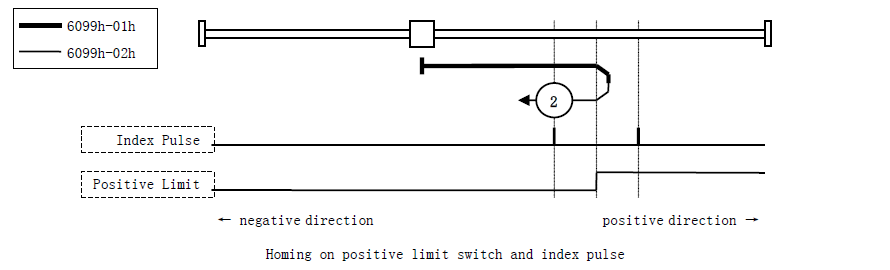 6099h-01h
6099h-02h
2
Index Pulse
Positive Limit
← negative direction
positive direction →
Homing on positive limit switch and index pulse